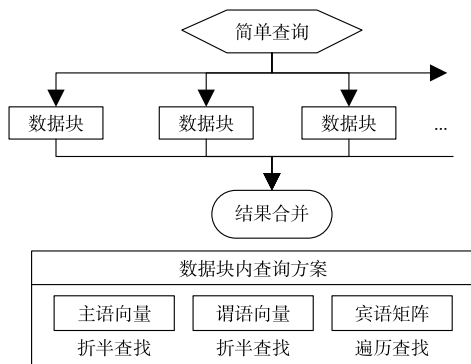 简单查询
数据块 数据块 数据块 ...
结果合并
数据块内查询方案
主语向量 谓语向量 宾语矩阵
折半查找 折半查找 遍历查找